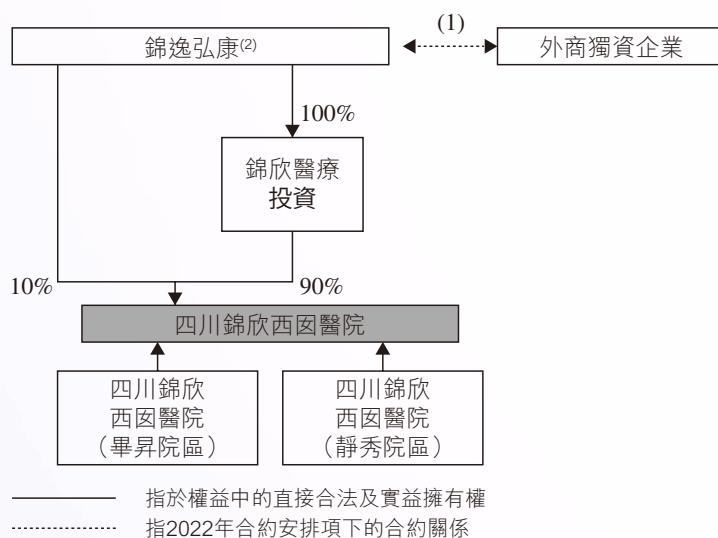 (1)
錦逸弘康(2)
外商獨資企業
100%
錦欣醫療
投資
10%
90%
四川錦欣西囡醫院
四川錦欣
西囡醫院
（畢昇院區）
四川錦欣
西囡醫院
（靜秀院區）
指於權益中的直接合法及實益擁有權
指2022年合約安排項下的合約關係